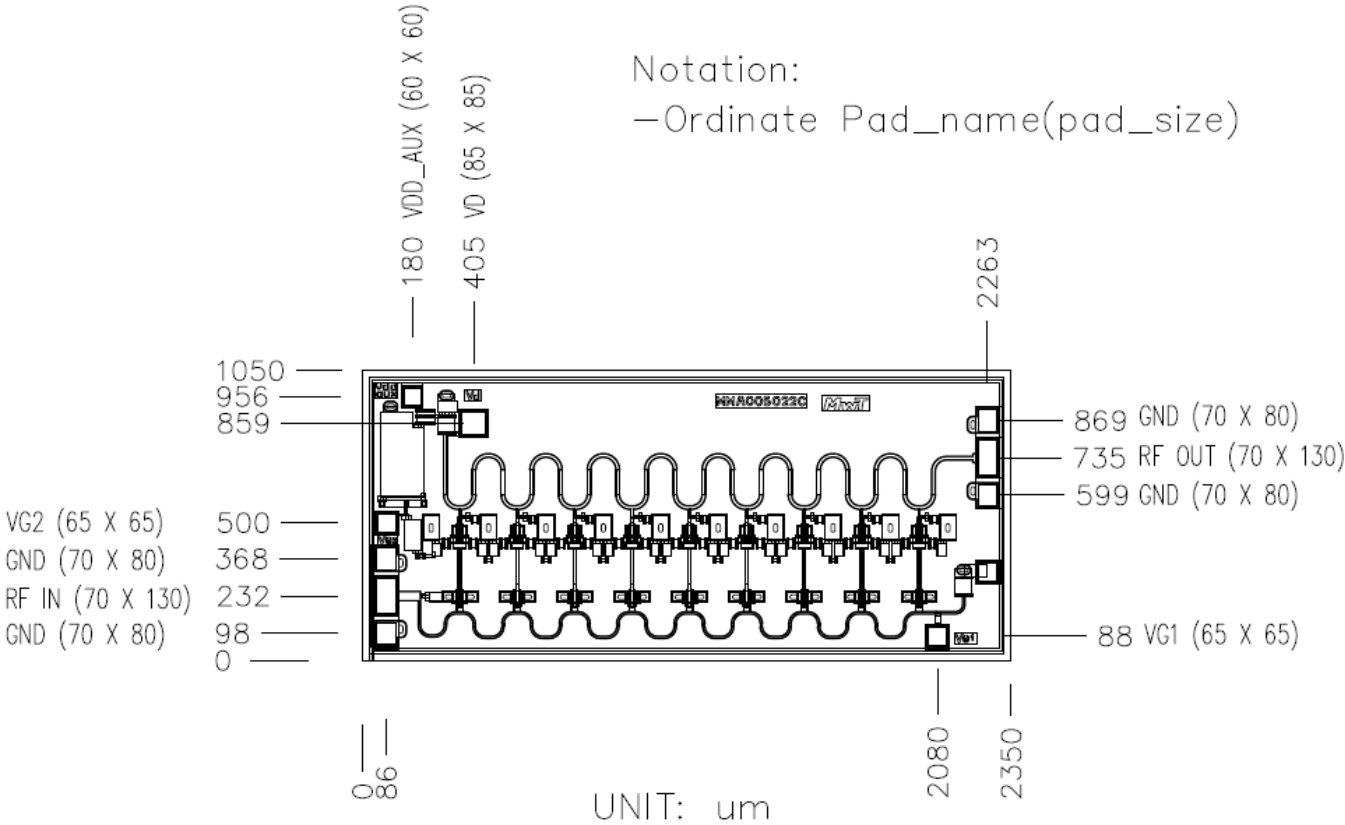 Notation:
—Ordinate Pad_name(pad_size)
180 VDD_AUX (60 X 60)
405 VD (85 X 85)
2263
1050
956
859
Vdd
aux
Vd
MMA005022C
MwT
869 GND (70 X 80)
735 RF OUT (70 X 130)
599 GND (70 X 80)
VG2 (65 X 65) 500
GND (70 X 80) 368
RF IN (70 X 130) 232
GND (70 X 80) 98
0
Vg1
88 VG1 (65 X 65)
0
86
2080
2350
UNIT: um